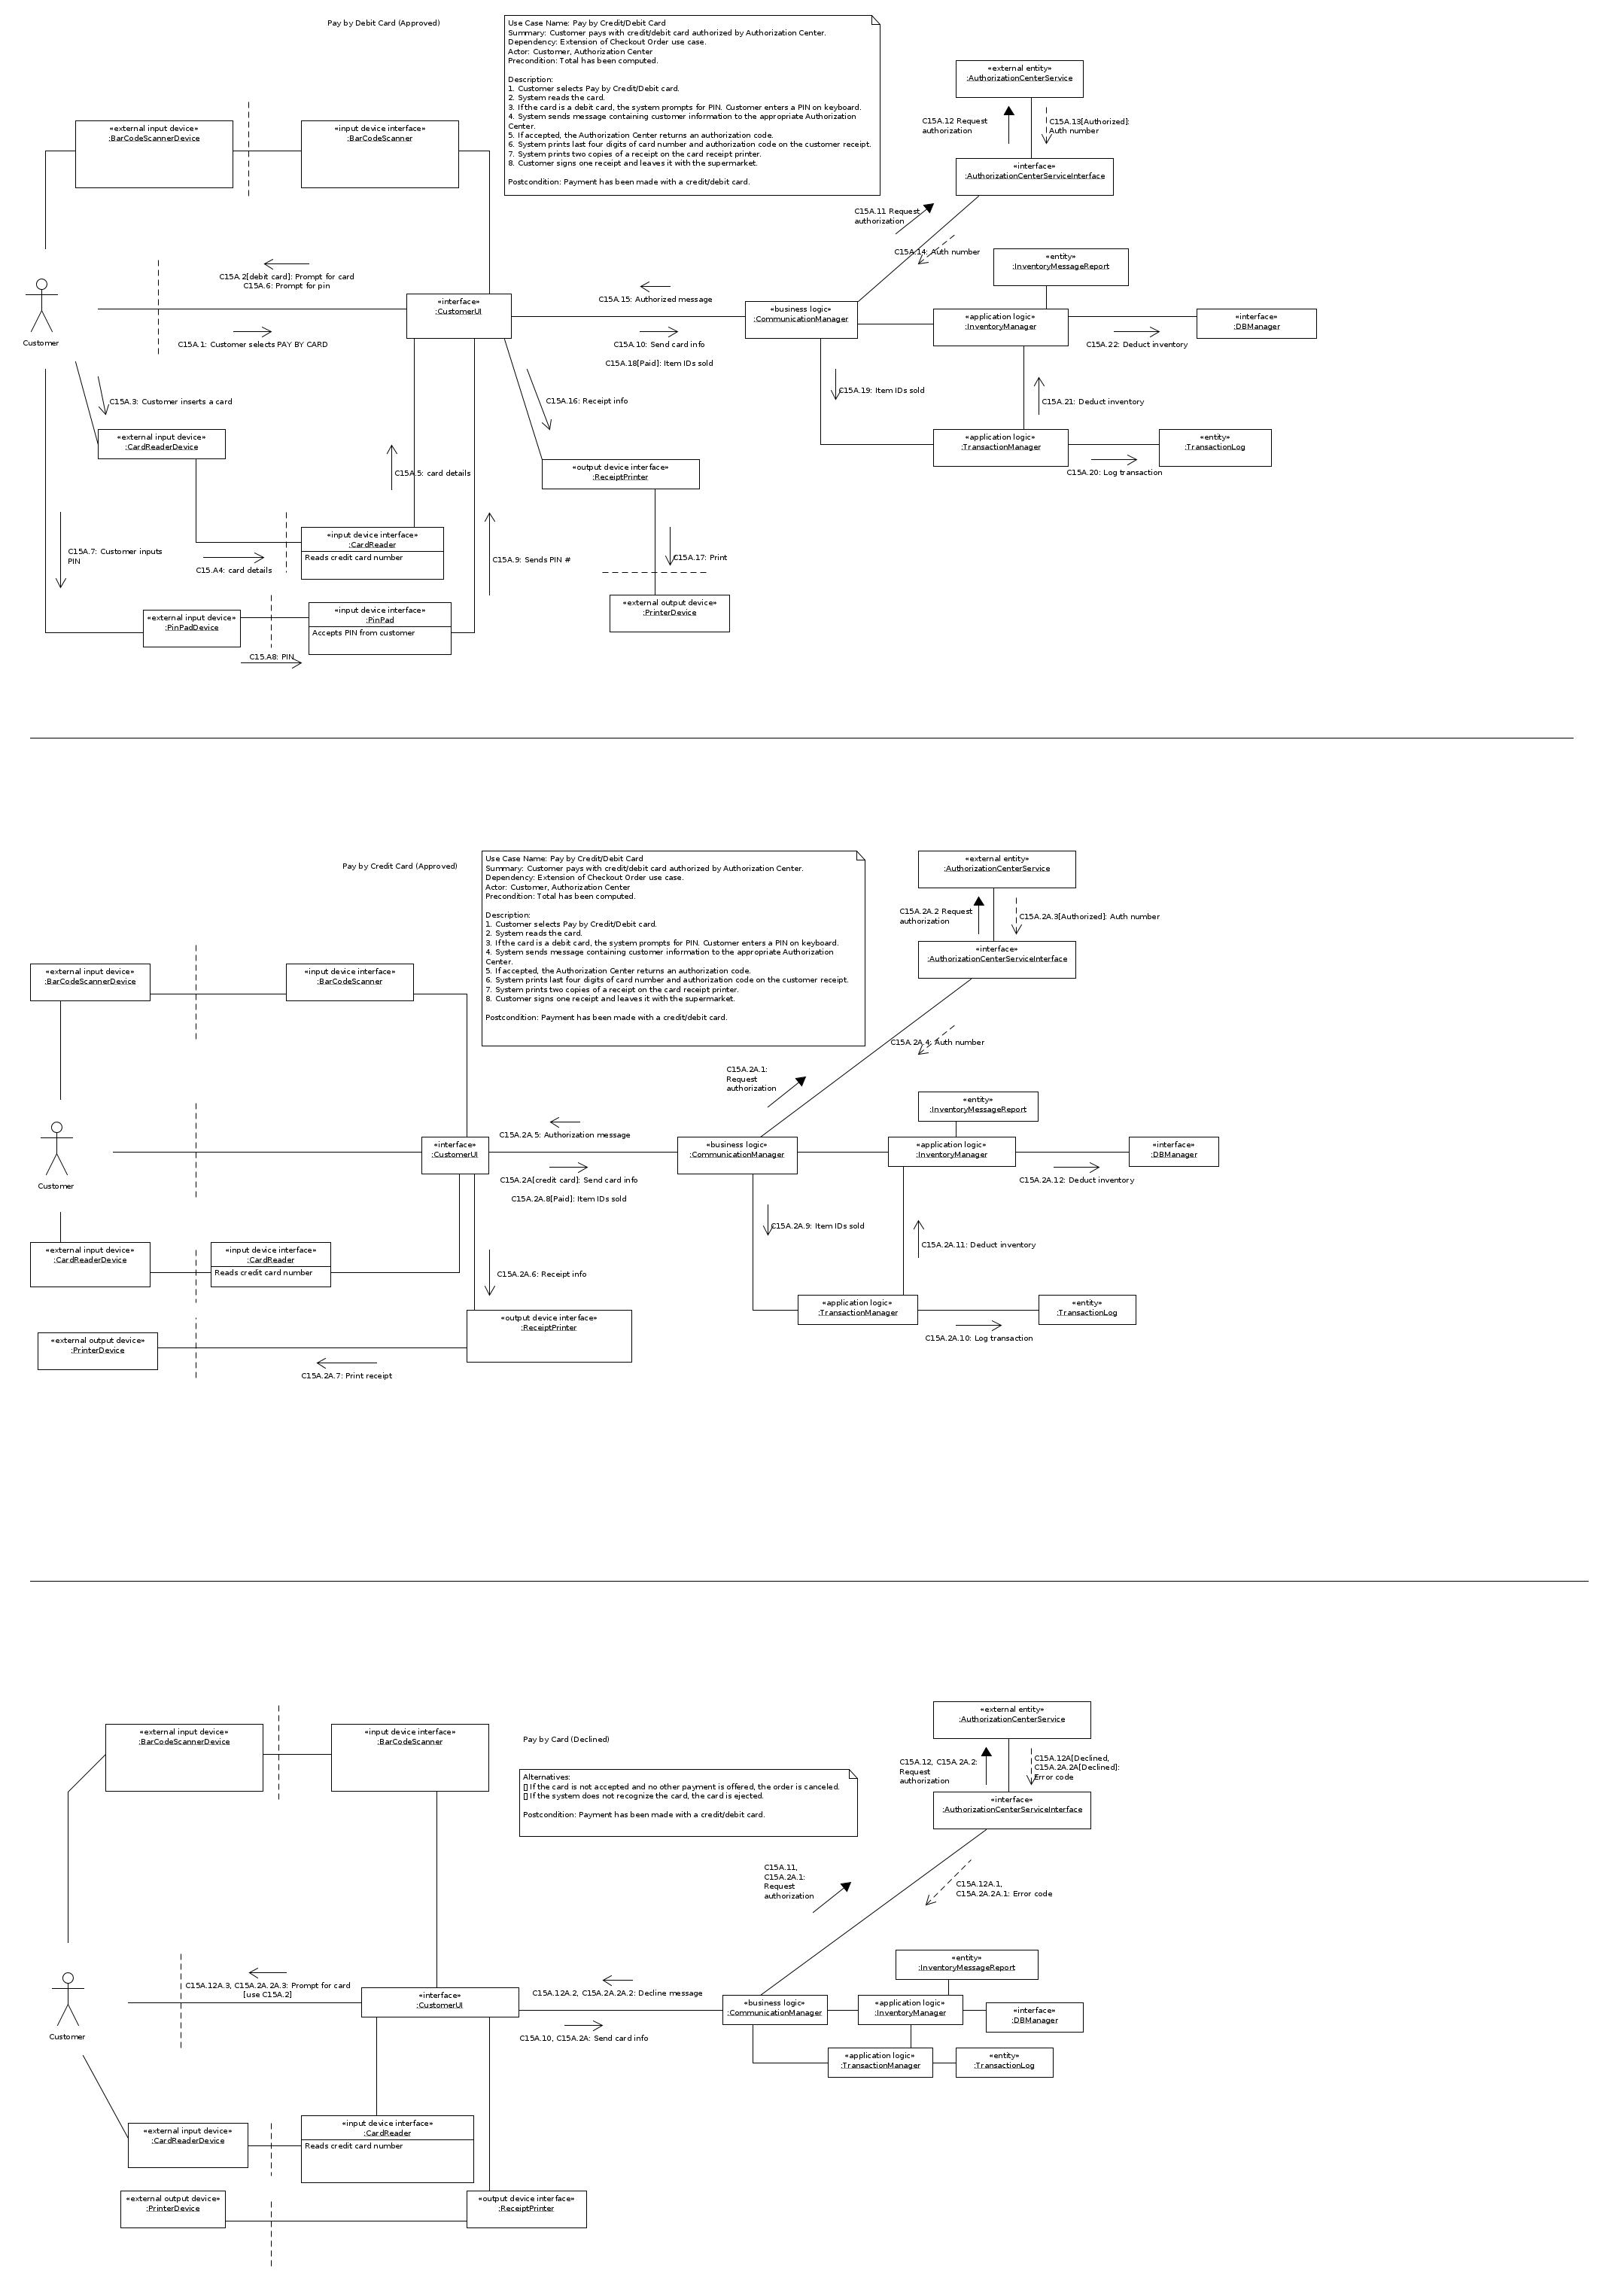 Pay by Debit Card (Approved)
Use Case Name: Pay by Credit/Debit Card
Summary: Customer pays with credit/debit card authorized by Authorization Center.
Dependency: Extension of Checkout Order use case.
Actor: Customer, Authorization Center
Precondition: Total has been computed.
Description:
1. Customer selects Pay by Credit/Debit card.
2. System reads the card.
3. If the card is a debit card, the system prompts for PIN. Customer enters a PIN on keyboard.
4. System sends message containing customer information to the appropriate Authorization
Center.
5. If accepted, the Authorization Center returns an authorization code.
6. System prints last four digits of card number and authorization code on the customer receipt.
7. System prints two copies of a receipt on the card receipt printer.
8. Customer signs one receipt and leaves it with the supermarket.
Postcondition: Payment has been made with a credit/debit card.
«external entity»
:AuthorizationCenterService
C15A.12 Request
authorization
C15A.13[Authorized]:
Auth number
«external input device»
:BarCodeScannerDevice
«input device interface»
:BarCodeScanner
«interface»
:AuthorizationCenterServiceInterface
C15A.11 Request
authorization
C15A.14: Auth number
«entity»
:InventoryMessageReport
C15A.2[debit card]: Prompt for card
C15A.6: Prompt for pin
C15A.15: Authorized message
«interface»
:CustomerUI
«business logic»
:CommunicationManager
«application logic»
:InventoryManager
«interface»
:DBManager
Customer
C15A.1: Customer selects PAY BY CARD
C15A.10: Send card info
C15A.18[Paid]: Item IDs sold
C15A.22: Deduct inventory
C15A.19: Item IDs sold
C15A.3: Customer inserts a card
C15A.16: Receipt info
C15A.21: Deduct inventory
«external input device»
:CardReaderDevice
«application logic»
:TransactionManager
«entity»
:TransactionLog
C15A.20: Log transaction
C15A.5: card details
«output device interface»
:ReceiptPrinter
C15A.7: Customer inputs
PIN
C15.A4: card details
«input device interface»
:CardReader
Reads credit card number
C15A.9: Sends PIN #
C15A.17: Print
«external input device»
:PinPadDevice
«input device interface»
:PinPad
Accepts PIN from customer
«external output device»
:PrinterDevice
C15.A8: PIN
Pay by Credit Card (Approved)
Use Case Name: Pay by Credit/Debit Card
Summary: Customer pays with credit/debit card authorized by Authorization Center.
Dependency: Extension of Checkout Order use case.
Actor: Customer, Authorization Center
Precondition: Total has been computed.
Description:
1. Customer selects Pay by Credit/Debit card.
2. System reads the card.
3. If the card is a debit card, the system prompts for PIN. Customer enters a PIN on keyboard.
4. System sends message containing customer information to the appropriate Authorization
Center.
5. If accepted, the Authorization Center returns an authorization code.
6. System prints last four digits of card number and authorization code on the customer receipt.
7. System prints two copies of a receipt on the card receipt printer.
8. Customer signs one receipt and leaves it with the supermarket.
Postcondition: Payment has been made with a credit/debit card.
«external entity»
:AuthorizationCenterService
C15A.2A.2 Request
authorization
C15A.2A.3[Authorized]: Auth number
«interface»
:AuthorizationCenterServiceInterface
«external input device»
:BarCodeScannerDevice
«input device interface»
:BarCodeScanner
C15A.2A.4: Auth number
C15A.2A.1:
Request
authorization
«entity»
:InventoryMessageReport
C15A.2A.5: Authorization message
«interface»
:CustomerUI
«business logic»
:CommunicationManager
«application logic»
:InventoryManager
«interface»
:DBManager
Customer
C15A.2A[credit card]: Send card info
C15A.2A.8[Paid]: Item IDs sold
C15A.2A.12: Deduct inventory
C15A.2A.9: Item IDs sold
C15A.2A.11: Deduct inventory
«external input device»
:CardReaderDevice
«input device interface»
:CardReader
Reads credit card number
C15A.2A.6: Receipt info
«application logic»
:TransactionManager
«entity»
:TransactionLog
C15A.2A.10: Log transaction
«external output device»
:PrinterDevice
«output device interface»
:ReceiptPrinter
C15A.2A.7: Print receipt
Pay by Card (Declined)
Alternatives:
If the card is not accepted and no other payment is offered, the order is canceled.
If the system does not recognize the card, the card is ejected.
Postcondition: Payment has been made with a credit/debit card.
«external entity»
:AuthorizationCenterService
C15A.12, C15A.2A.2:
Request
authorization
C15A.12A[Declined,
C15A.2A.2A[Declined]:
Error code
«interface»
:AuthorizationCenterServiceInterface
«external input device»
:BarCodeScannerDevice
«input device interface»
:BarCodeScanner
C15A.11,
C15A.2A.1:
Request
authorization
C15A.12A.1,
C15A.2A.2A.1: Error code
«entity»
:InventoryMessageReport
C15A.12A.3, C15A.2A.2A.3: Prompt for card
[use C15A.2]
C15A.12A.2, C15A.2A.2A.2: Decline message
«interface»
:CustomerUI
«business logic»
:CommunicationManager
«application logic»
:InventoryManager
«interface»
:DBManager
Customer
C15A.10, C15A.2A: Send card info
«application logic»
:TransactionManager
«entity»
:TransactionLog
«external input device»
:CardReaderDevice
«input device interface»
:CardReader
Reads credit card number
«external output device»
:PrinterDevice
«output device interface»
:ReceiptPrinter